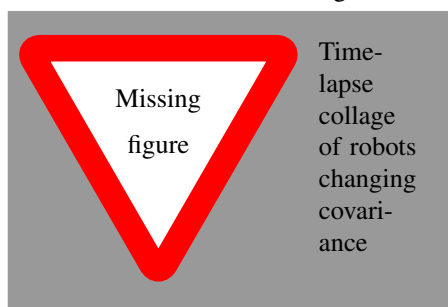 Missing
figure
Time-
lapse
collage
of robots
changing
covari-
ance